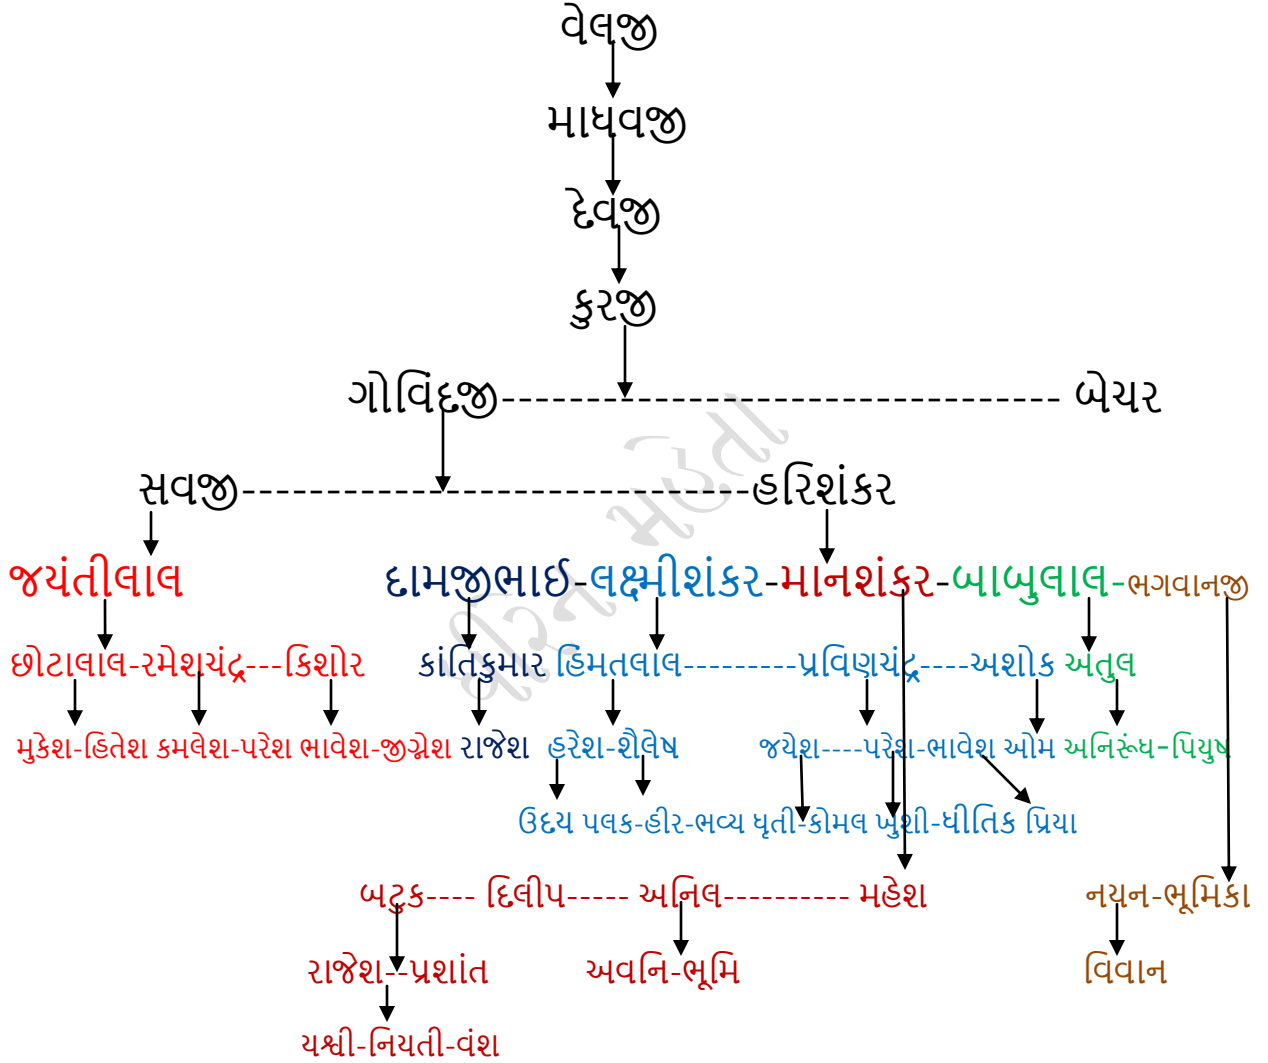 વેલજી
માધવજી
દેવજી
કુરજી
ગોવિંદજી--------------------------------- બેચર
સવજી------------------------------હરિશંકર
જયંતીલાલ દામજીભાઈ-લક્ષ્મીશંકર-માનશંકર-બાબુલાલ-ભગવાનજી
છોટાલાલ-રમેશચંદ્ર---કિશોર કાંતિકુમાર હિંમતલાલ---------પ્રવિણચંદ્ર----અશોક અતુલ
મુકેશ-હિતેશ કમલેશ-પરેશ ભાવેશ-જીગ્નેશ રાજેશ હરેશ-શૈલેષ જયેશ----પરેશ-ભાવેશ ઓમ અનિરૂંધ-પિયુષ
ઉદય પલક-હીર-ભવ્ય ધૃતી-કોમલ ખુશી-ધીતિક પ્રિયા
બટુક---- દિલીપ----- અનિલ---------- મહેશ નયન-ભૂમિકા
રાજેશ--પ્રશાંત અવનિ-ભૂમિ વિવાન
યશ્વી-નિયતી-વંશ
ધીરેન મહેતા